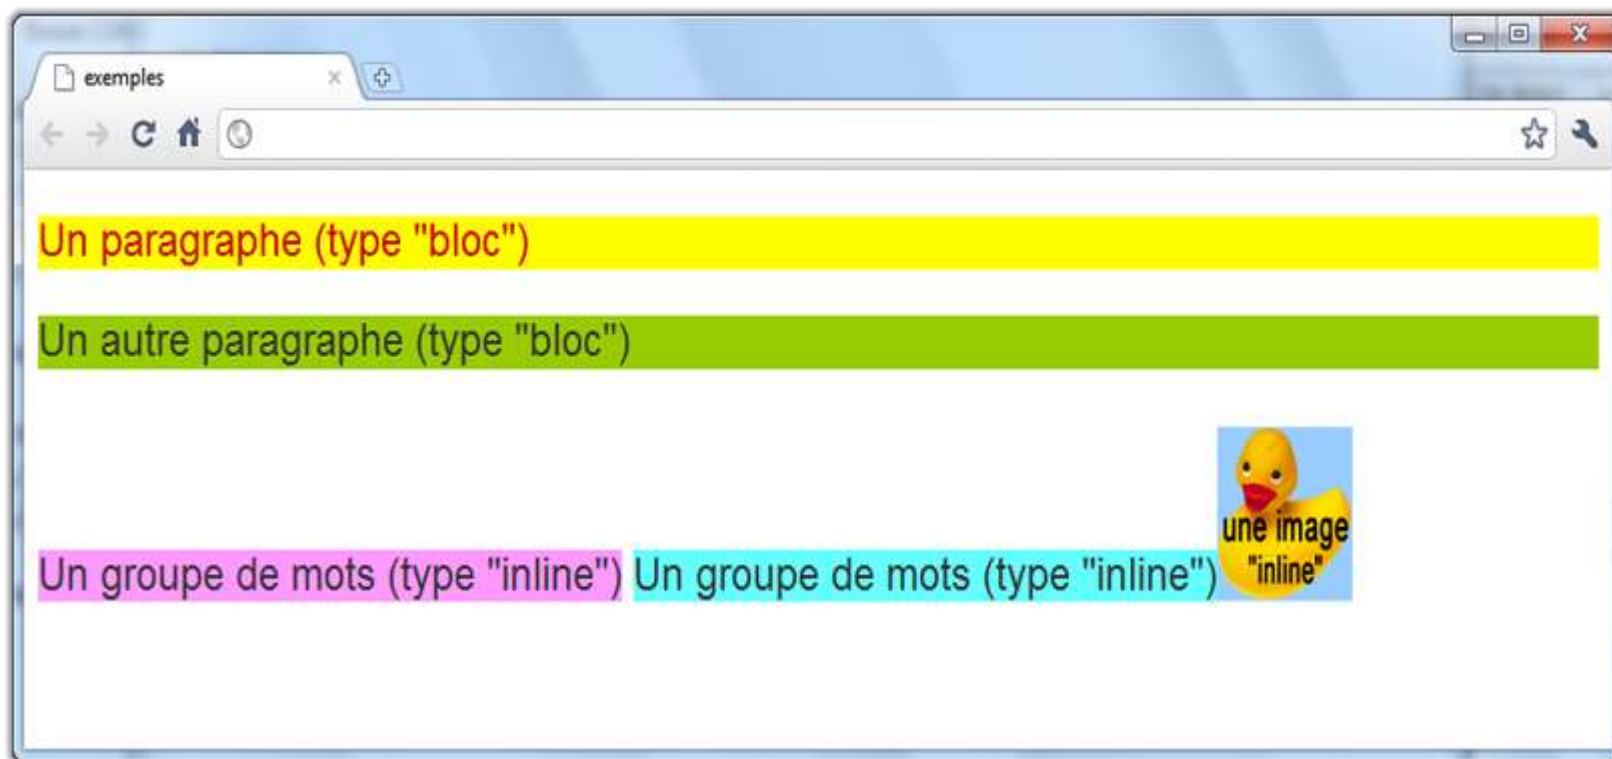 exemples
Un paragraphe (type "bloc")
Un autre paragraphe (type "bloc")
Un groupe de mots (type "inline") Un groupe de mots (type "inline")
une image
"inline"